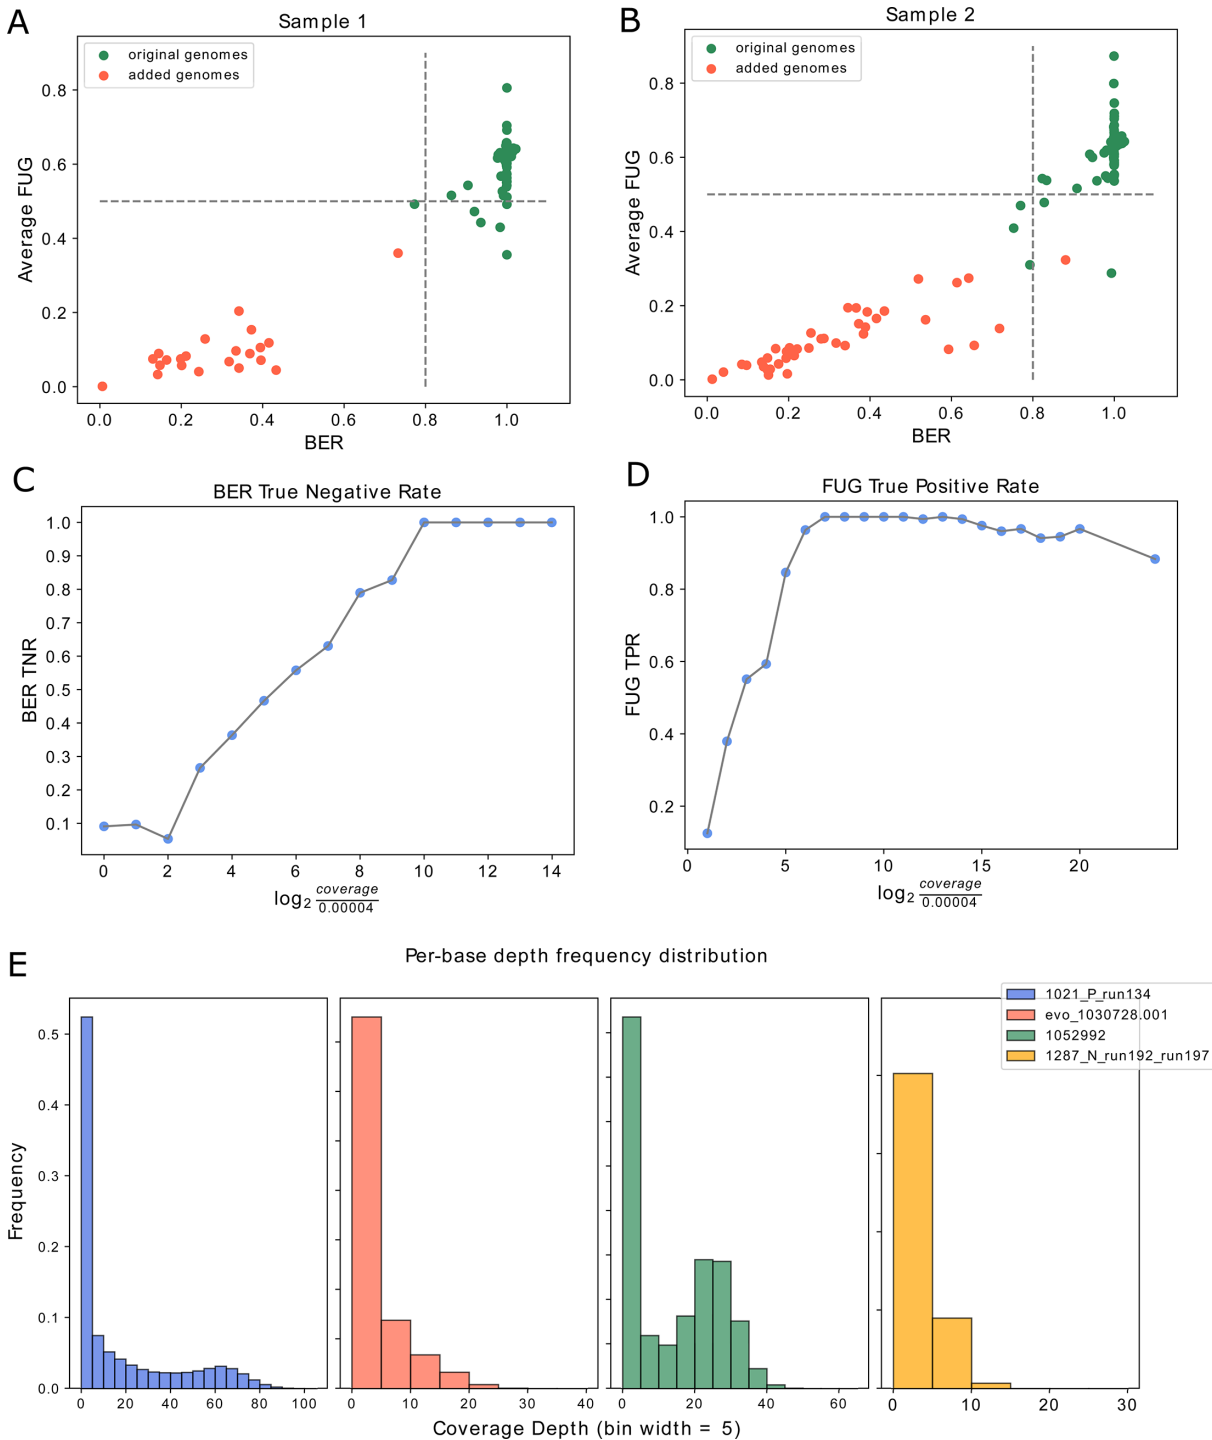 A
Sample 1
original genomes
added genomes
Average FUG
0.8
0.6
0.4
0.2
0.0
0.0 0.2 0.4 0.6 0.8 1.0
BER
B
Sample 2
original genomes
added genomes
Average FUG
0.8
0.6
0.4
0.2
0.0
0.0 0.2 0.4 0.6 0.8 1.0
BER
C
BER True Negative Rate
BER TNR
1.0
0.9
0.8
0.7
0.6
0.5
0.4
0.3
0.2
0.1
0 2 4 6 8 10 12 14
log2 coverage
0.00004
D
FUG True Positive Rate
FUG TPR
1.0
0.8
0.6
0.4
0.2
0 5 10 15 20
log2 coverage
0.00004
E
Per-base depth frequency distribution
1021_P_run134
evo_1030728.001
1052992
1287_N_run192_run197
Frequency
0.5
0.4
0.3
0.2
0.1
0.0
0 20 40 60 80 100
0 10 20 30 40
0 20 40 60
0 10 20 30
Coverage Depth (bin width = 5)